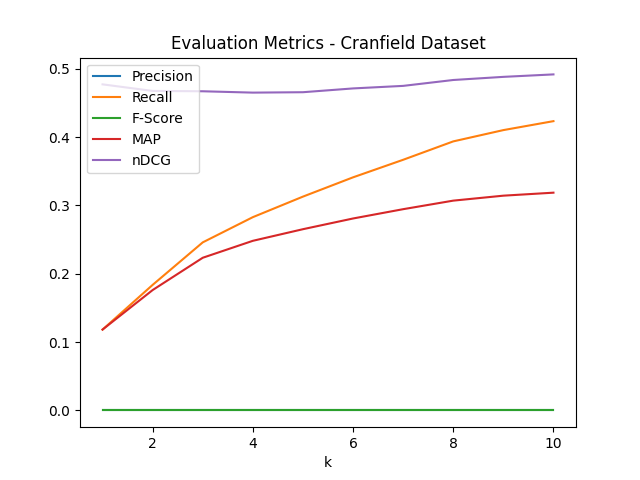 Evaluation Metrics - Cranfield Dataset
Precision
Recall
F-Score
MAP
nDCG
0.5
0.4
0.3
0.2
0.1
0.0
2 4 6 8 10
k